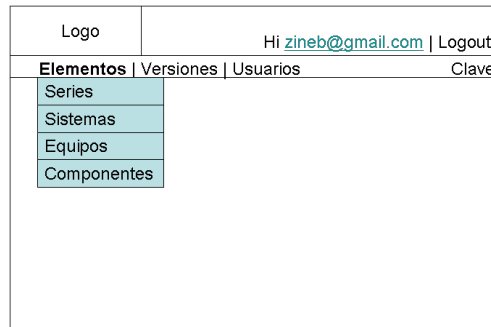 Logo
Hi zineb@gmail.com | Logout
Elementos | Versiones | Usuarios Clave
Series
Sistemas
Equipos
Componentes